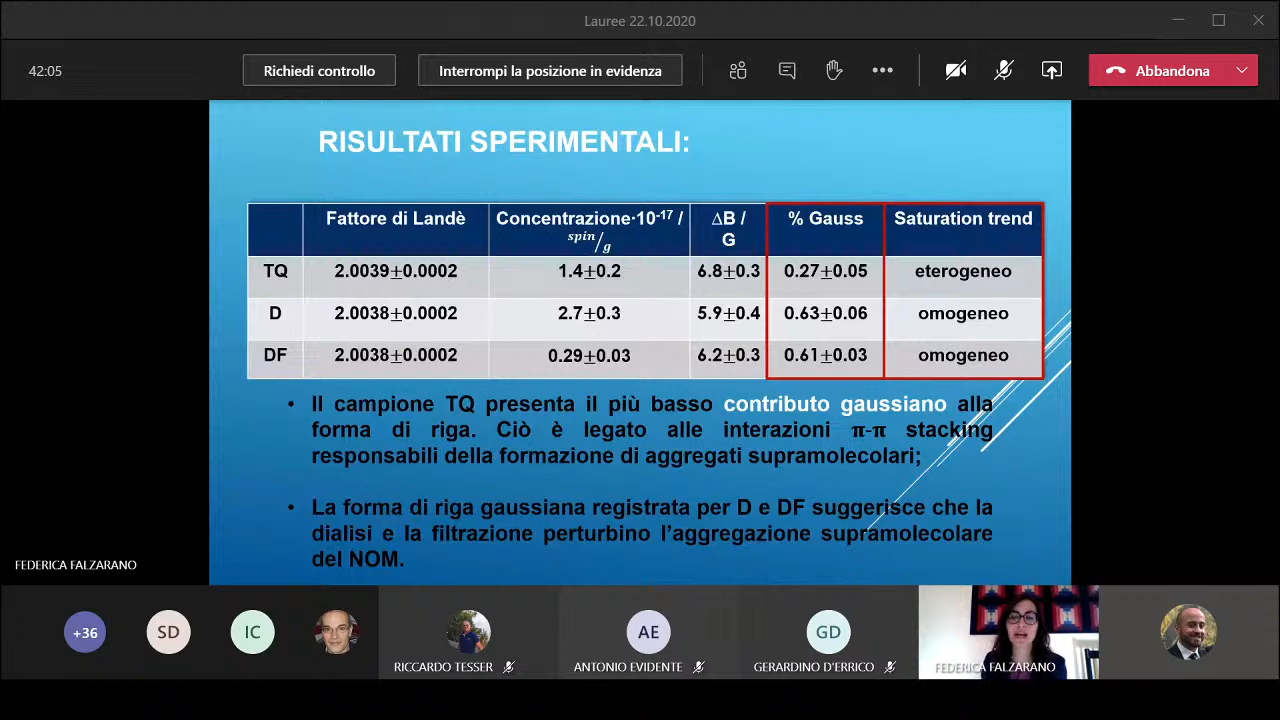 Lauree 22.10.2020
42:05
Richiedi controllo
Interrompi la posizione in evidenza
Abbandona
RISULTATI SPERIMENTALI:
Fattore di Landè Concentrazione·10-17 / spin/g ΔB / G % Gauss Saturation trend
TQ 2.0039±0.0002 1.4±0.2 6.8±0.3 0.27±0.05 eterogeneo
D 2.0038±0.0002 2.7±0.3 5.9±0.4 0.63±0.06 omogeneo
DF 2.0038±0.0002 0.29±0.03 6.2±0.3 0.61±0.03 omogeneo
• Il campione TQ presenta il più basso contributo gaussiano alla
forma di riga. Ciò è legato alle interazioni π-π stacking
responsabili della formazione di aggregati supramolecolari;
• La forma di riga gaussiana registrata per D e DF suggerisce che la
dialisi e la filtrazione perturbino l'aggregazione supramolecolare
del NOM.
FEDERICA FALZARANO
+36
SD
IC
RICCARDO TESSER
AE
ANTONIO EVIDENTE
GD
GERARDINO D'ERRICO
FEDERICA FALZARANO